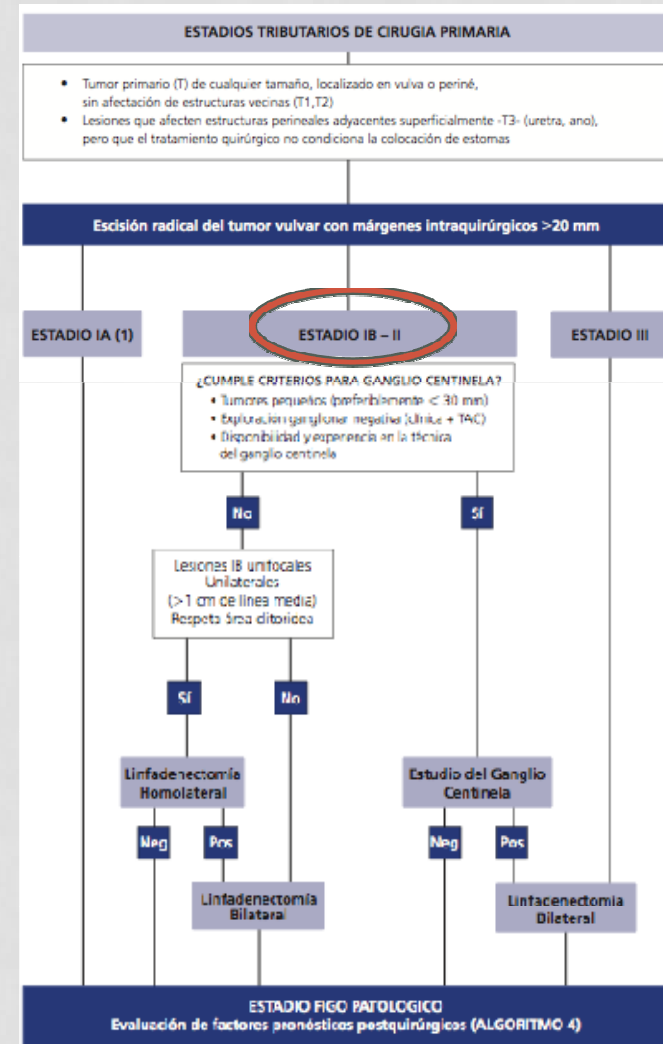 ESTADIOS TRIBUTARIOS DE CIRUGIA PRIMARIA
• Tumor primario (T) de cualquier tamaño, localizado en vulva o periné,
sin afectación de estructuras vecinas (T1,T2)
• Lesiones que afecten estructuras perineales adyacentes superficialmente -T3- (uretra, ano),
pero que el tratamiento quirúrgico no condiciona la colocación de estomas
Escisión radical del tumor vulvar con márgenes intraquirúrgicos >20 mm
ESTADIO IA (1)
ESTADIO IB – II
ESTADIO III
¿CUMPLE CRITERIOS PARA GANGLIO CENTINELA?
• Tumores pequeños (preferiblemente < 30 mm)
• Exploración ganglionar negativa (clínica + TAC)
• Disponibilidad y experiencia en la técnica
del ganglio centinela
No
Sí
Lesiones IB unifocales
Unilaterales
(>1 cm de línea media)
Respeta área clitoridea
Sí
No
Linfadenectomía
Homolateral
Estudio del Ganglio
Centinela
Neg
Pos
Neg
Pos
Linfadenectomía
Bilateral
Linfadenectomía
Bilateral
ESTADIO FIGO PATOLOGICO
Evaluación de factores pronósticos postquirúrgicos (ALGORITMO 4)